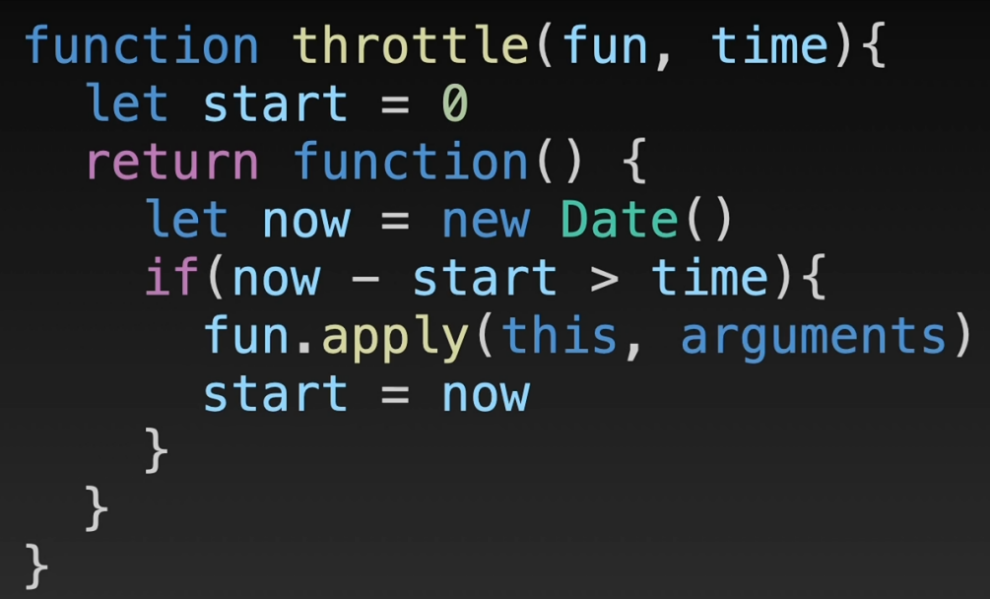 function throttle(fun, time){
  let start = 0
  return function() {
    let now = new Date()
    if(now - start > time){
      fun.apply(this, arguments)
      start = now
    }
  }
}